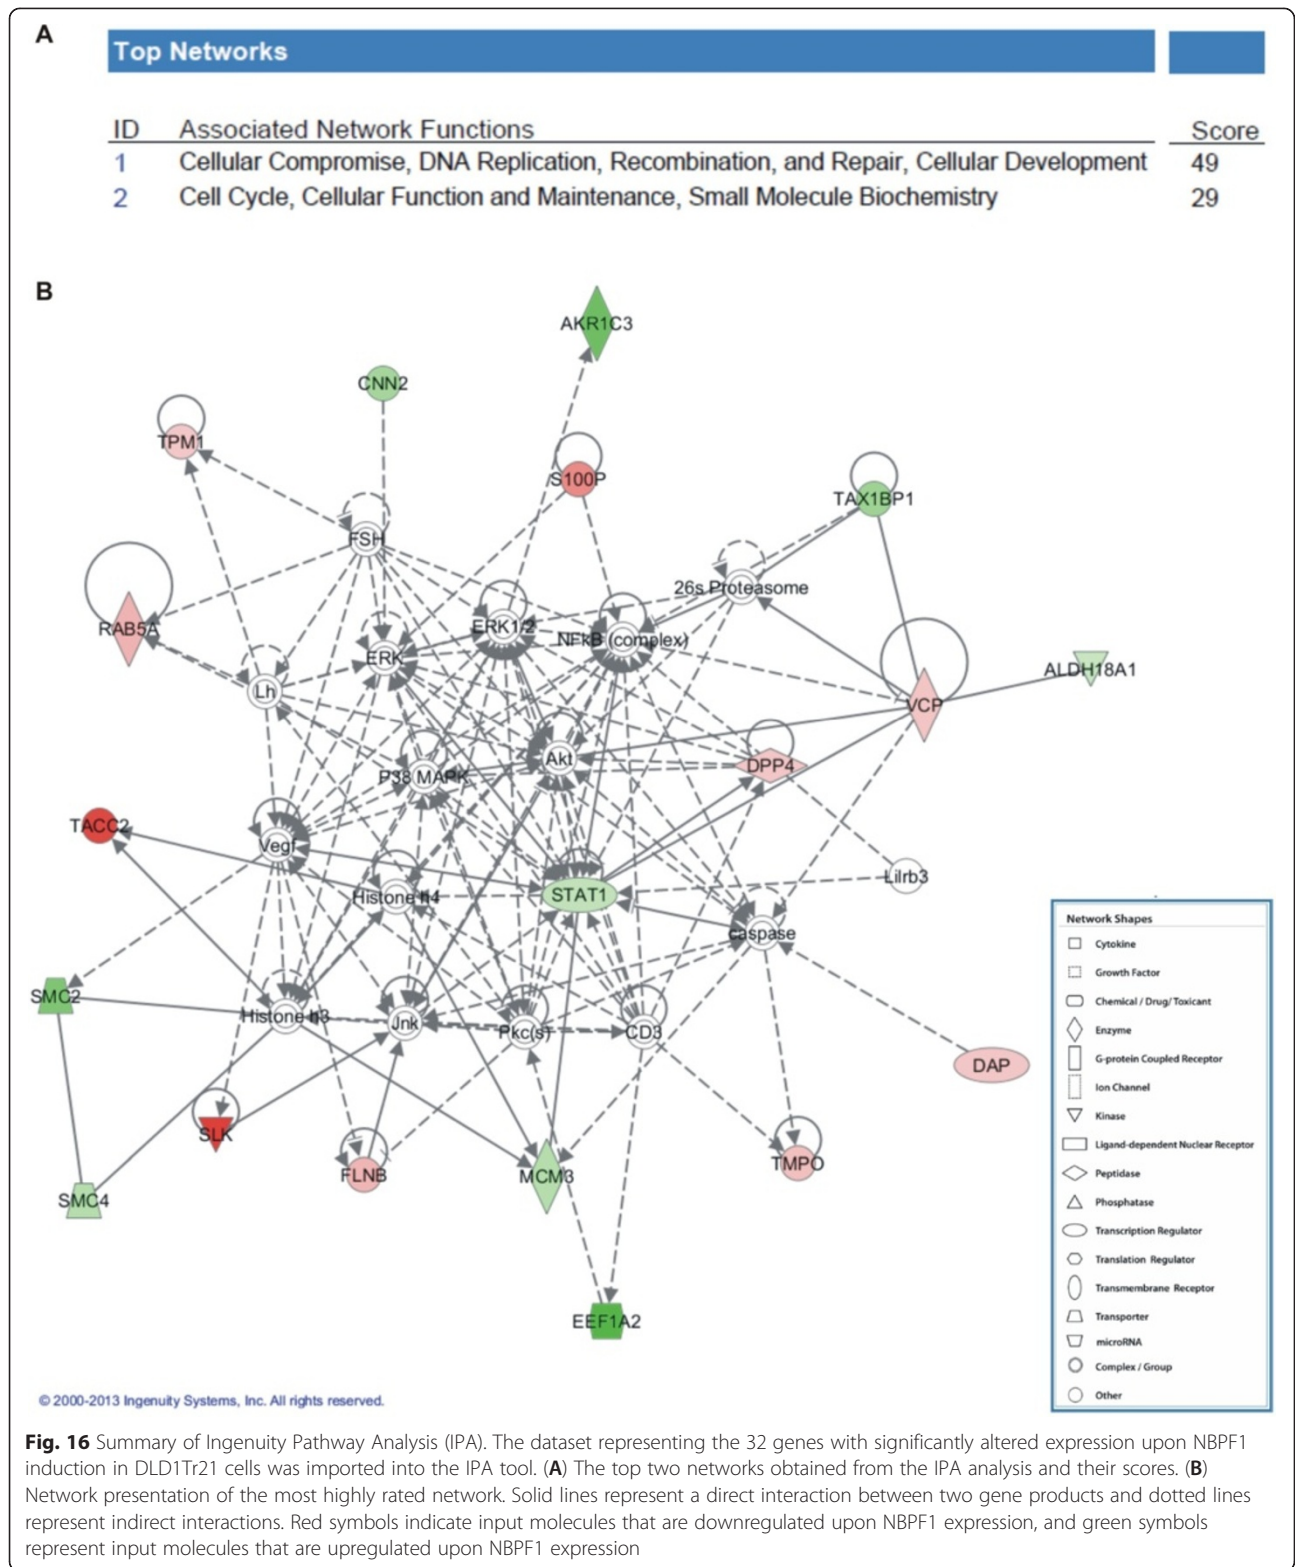 A
Top Networks
ID Associated Network Functions Score
1 Cellular Compromise, DNA Replication, Recombination, and Repair, Cellular Development 49
2 Cell Cycle, Cellular Function and Maintenance, Small Molecule Biochemistry 29
B
AKR1C3
CNN2
TPM1
S100P
TAX1BP1
FSH
26s Proteasome
RAB5A
ERK1/2
NFkB (complex)
ERK
ALDH18A1
Lh
VCP
Akt
DPP4
P38 MAPK
TACC2
Vegf
Lilrb3
Histone h4
STAT1
caspase
SMC2
Histone h3
Jnk
Pkc(s)
CD3
DAP
SLK
FLNB
MCM3
TMPO
SMC4
EEF1A2
Network Shapes
Cytokine
Growth Factor
Chemical / Drug/ Toxicant
Enzyme
G-protein Coupled Receptor
Ion Channel
Kinase
Ligand-dependent Nuclear Receptor
Peptidase
Phosphatase
Transcription Regulator
Translation Regulator
Transmembrane Receptor
Transporter
microRNA
Complex / Group
Other
© 2000-2013 Ingenuity Systems, Inc. All rights reserved.
Fig. 16 Summary of Ingenuity Pathway Analysis (IPA). The dataset representing the 32 genes with significantly altered expression upon NBPF1
induction in DLD1Tr21 cells was imported into the IPA tool. (A) The top two networks obtained from the IPA analysis and their scores. (B)
Network presentation of the most highly rated network. Solid lines represent a direct interaction between two gene products and dotted lines
represent indirect interactions. Red symbols indicate input molecules that are downregulated upon NBPF1 expression, and green symbols
represent input molecules that are upregulated upon NBPF1 expression